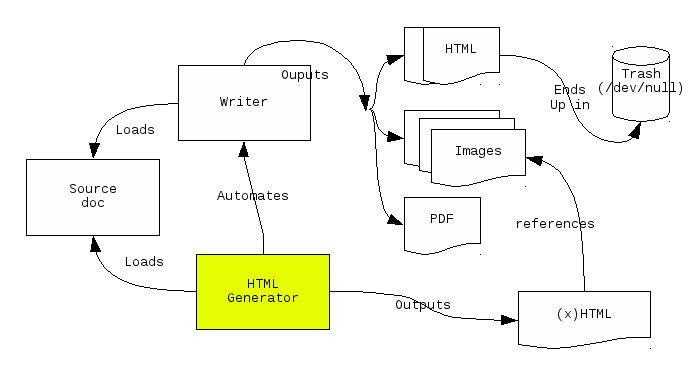 HTML
Ouputs
Trash
(/dev/null)
Ends
Up in
Writer
Loads
Images
Source
doc
Automates
PDF
references
Loads
HTML
Generator
Outputs
(x)HTML